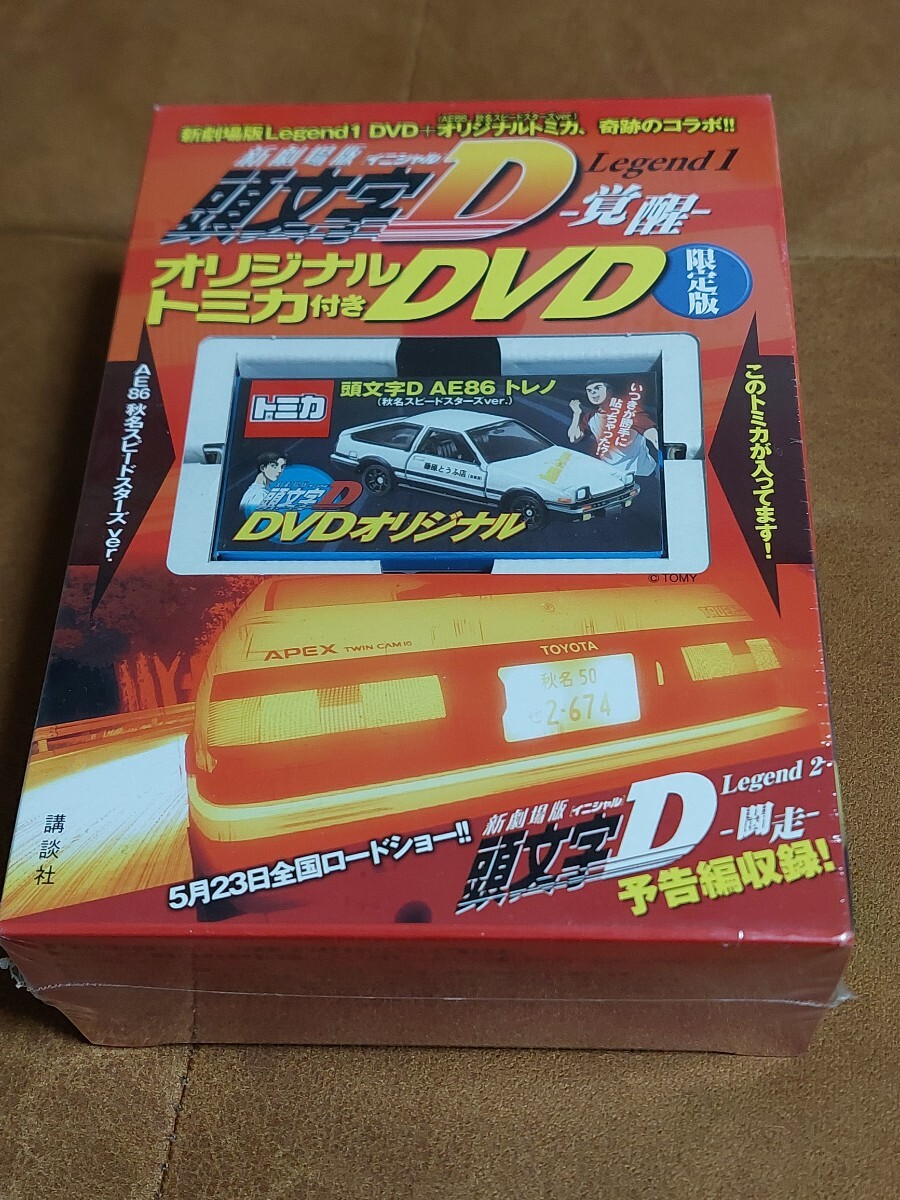 新劇場版Legend1 DVD+オリジナルトミカ、奇跡のコラボ!!
(AE86 秋名スピードスターズver.)
新劇場版 イニシャル
頭文字D Legend1
-覚醒-
オリジナル
トミカ付き DVD
限定版
AE86 秋名スピードスターズ ver.
このトミカが入ってます!
トミカ
頭文字D AE86 トレノ
(秋名スピードスターズver.)
いつきが勝手に
貼っちゃった!?
藤原とうふ店(自家用)
頭文字D
DVDオリジナル
© TOMY
APEX TWIN CAM 16
TOYOTA
秋名 50
せ 2-674
講談社
5月23日全国ロードショー!!
新劇場版 イニシャル
頭文字D Legend 2
-闘走-
予告編収録!